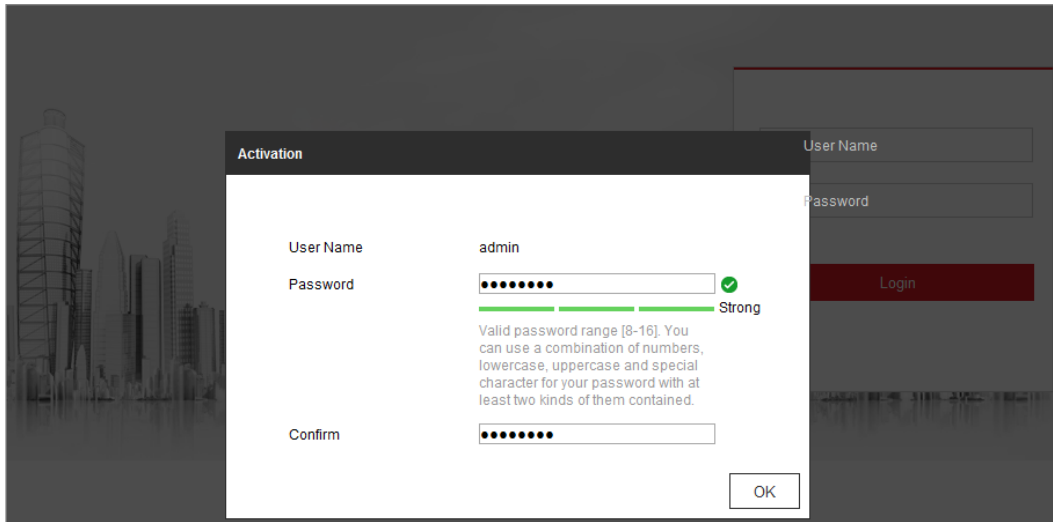 Activation
User Name
Password
Login
User Name admin
Password ●●●●●●●●
Strong
Valid password range [8-16]. You
can use a combination of numbers,
lowercase, uppercase and special
character for your password with at
least two kinds of them contained.
Confirm ●●●●●●●●
OK